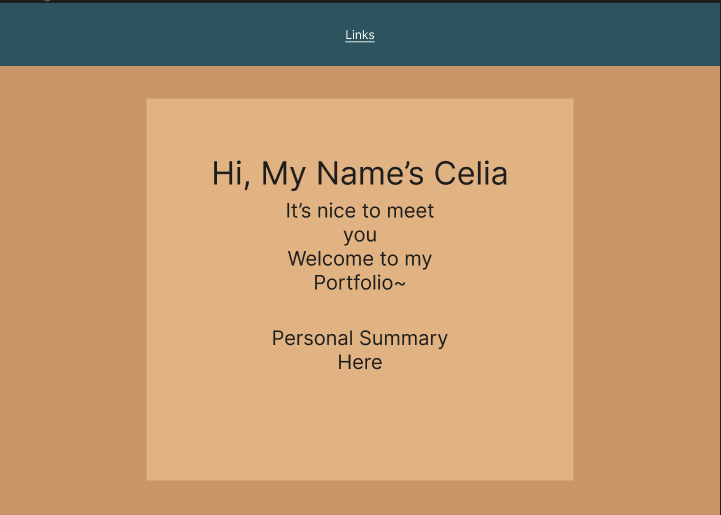 Links
Hi, My Name’s Celia
It’s nice to meet
you
Welcome to my
Portfolio~
Personal Summary
Here